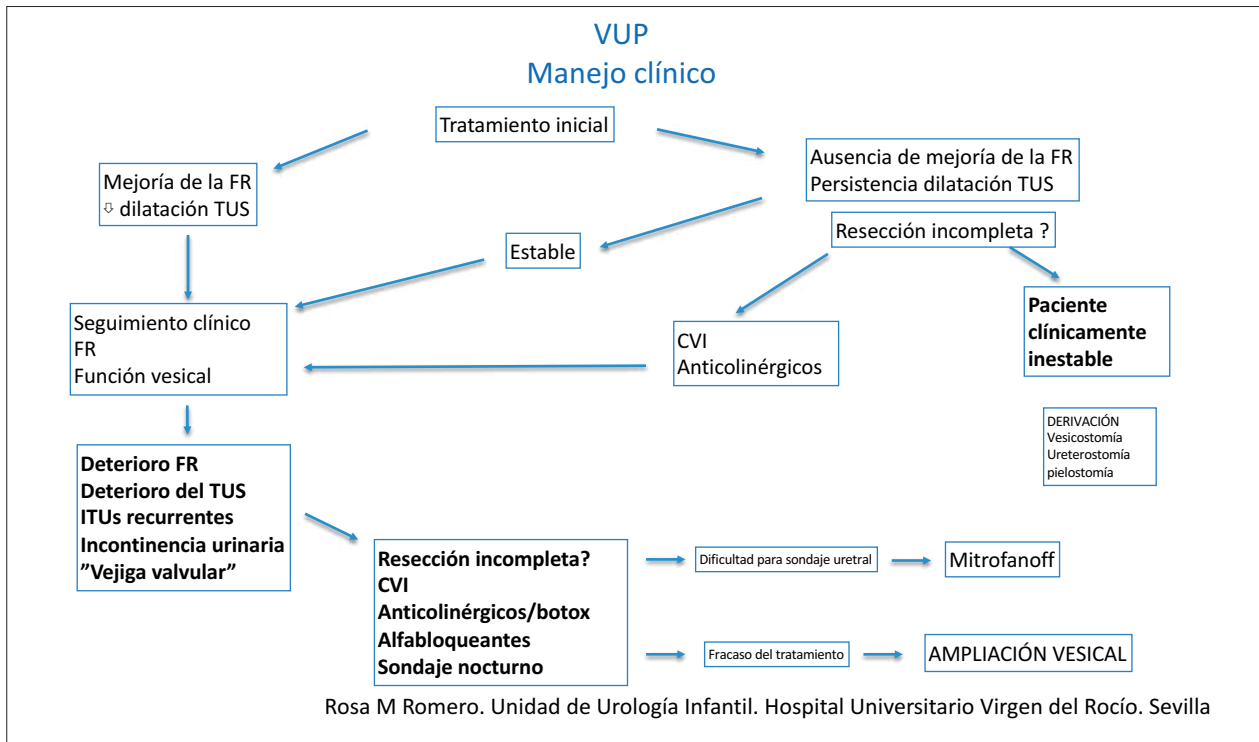 VUP
Manejo clínico
Tratamiento inicial
Mejoría de la FR
⇩ dilatación TUS
Ausencia de mejoría de la FR
Persistencia dilatación TUS
Resección incompleta ?
Estable
Seguimiento clínico
FR
Función vesical
CVI
Anticolinérgicos
Paciente
clínicamente
inestable
DERIVACIÓN
Vesicostomía
Ureterostomía
pielostomía
Deterioro FR
Deterioro del TUS
ITUs recurrentes
Incontinencia urinaria
”Vejiga valvular”
Resección incompleta?
CVI
Anticolinérgicos/botox
Alfabloqueantes
Sondaje nocturno
Dificultad para sondaje uretral
Mitrofanoff
Fracaso del tratamiento
AMPLIACIÓN VESICAL
Rosa M Romero. Unidad de Urología Infantil. Hospital Universitario Virgen del Rocío. Sevilla